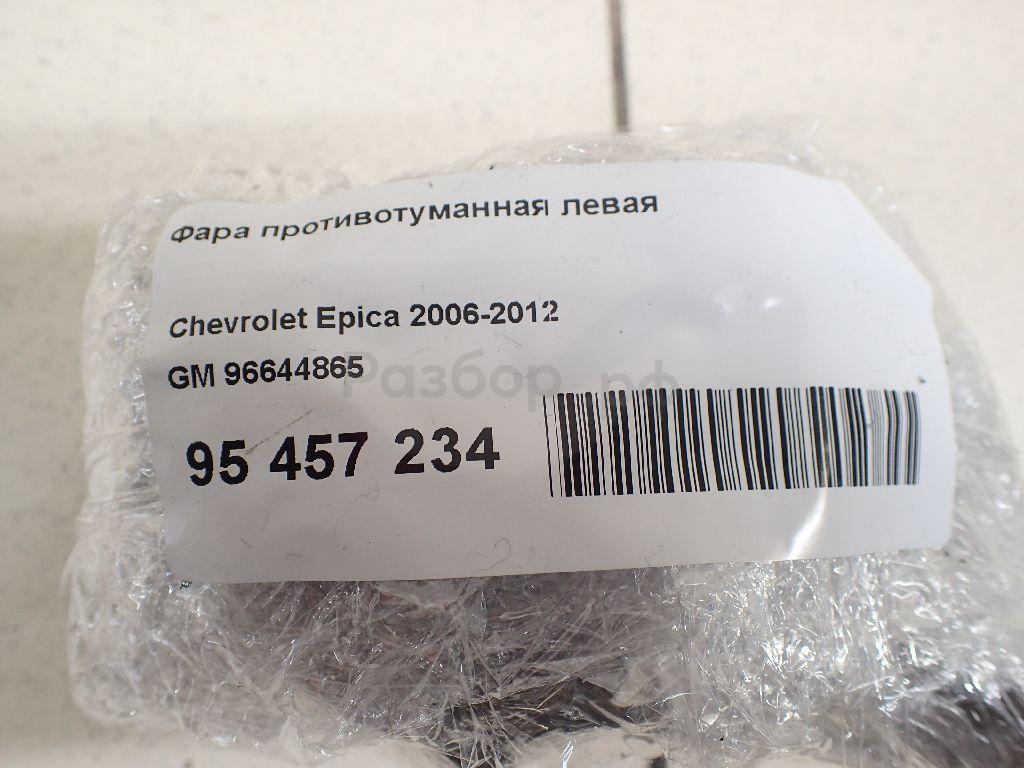 Фара противотуманная левая
Chevrolet Epica 2006-2012
GM 96644865
Разбор.рф
95 457 234